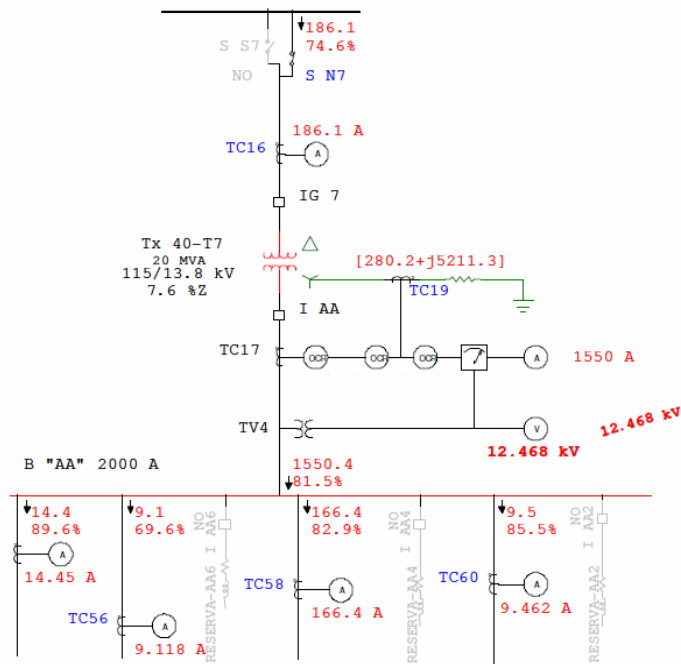 186.1
74.6%
S S7
NO
S N7
186.1 A
TC16
A
IG 7
Tx 40-T7
20 MVA
115/13.8 kV
7.6 %Z
[280.2+j5211.3]
TC19
I AA
TC17
OCR
OCR
OCR
A
1550 A
TV4
V
12.468 kV
12.468 kV
B "AA" 2000 A
1550.4
81.5%
14.4
89.6%
A
14.45 A
9.1
69.6%
TC56
A
9.118 A
NO
I AA6
RESERVA-AA6
166.4
82.9%
TC58
A
166.4 A
NO
I AA4
RESERVA-AA4
9.5
85.5%
TC60
A
9.462 A
NO
I AA2
RESERVA-AA2